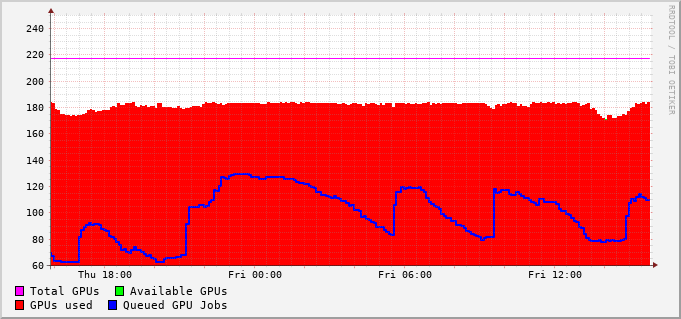 RRDTOOL / TOBI OETIKER
240
220
200
180
160
140
120
100
80
60
Thu 18:00 Fri 00:00 Fri 06:00 Fri 12:00
Total GPUs Available GPUs
GPUs used Queued GPU Jobs